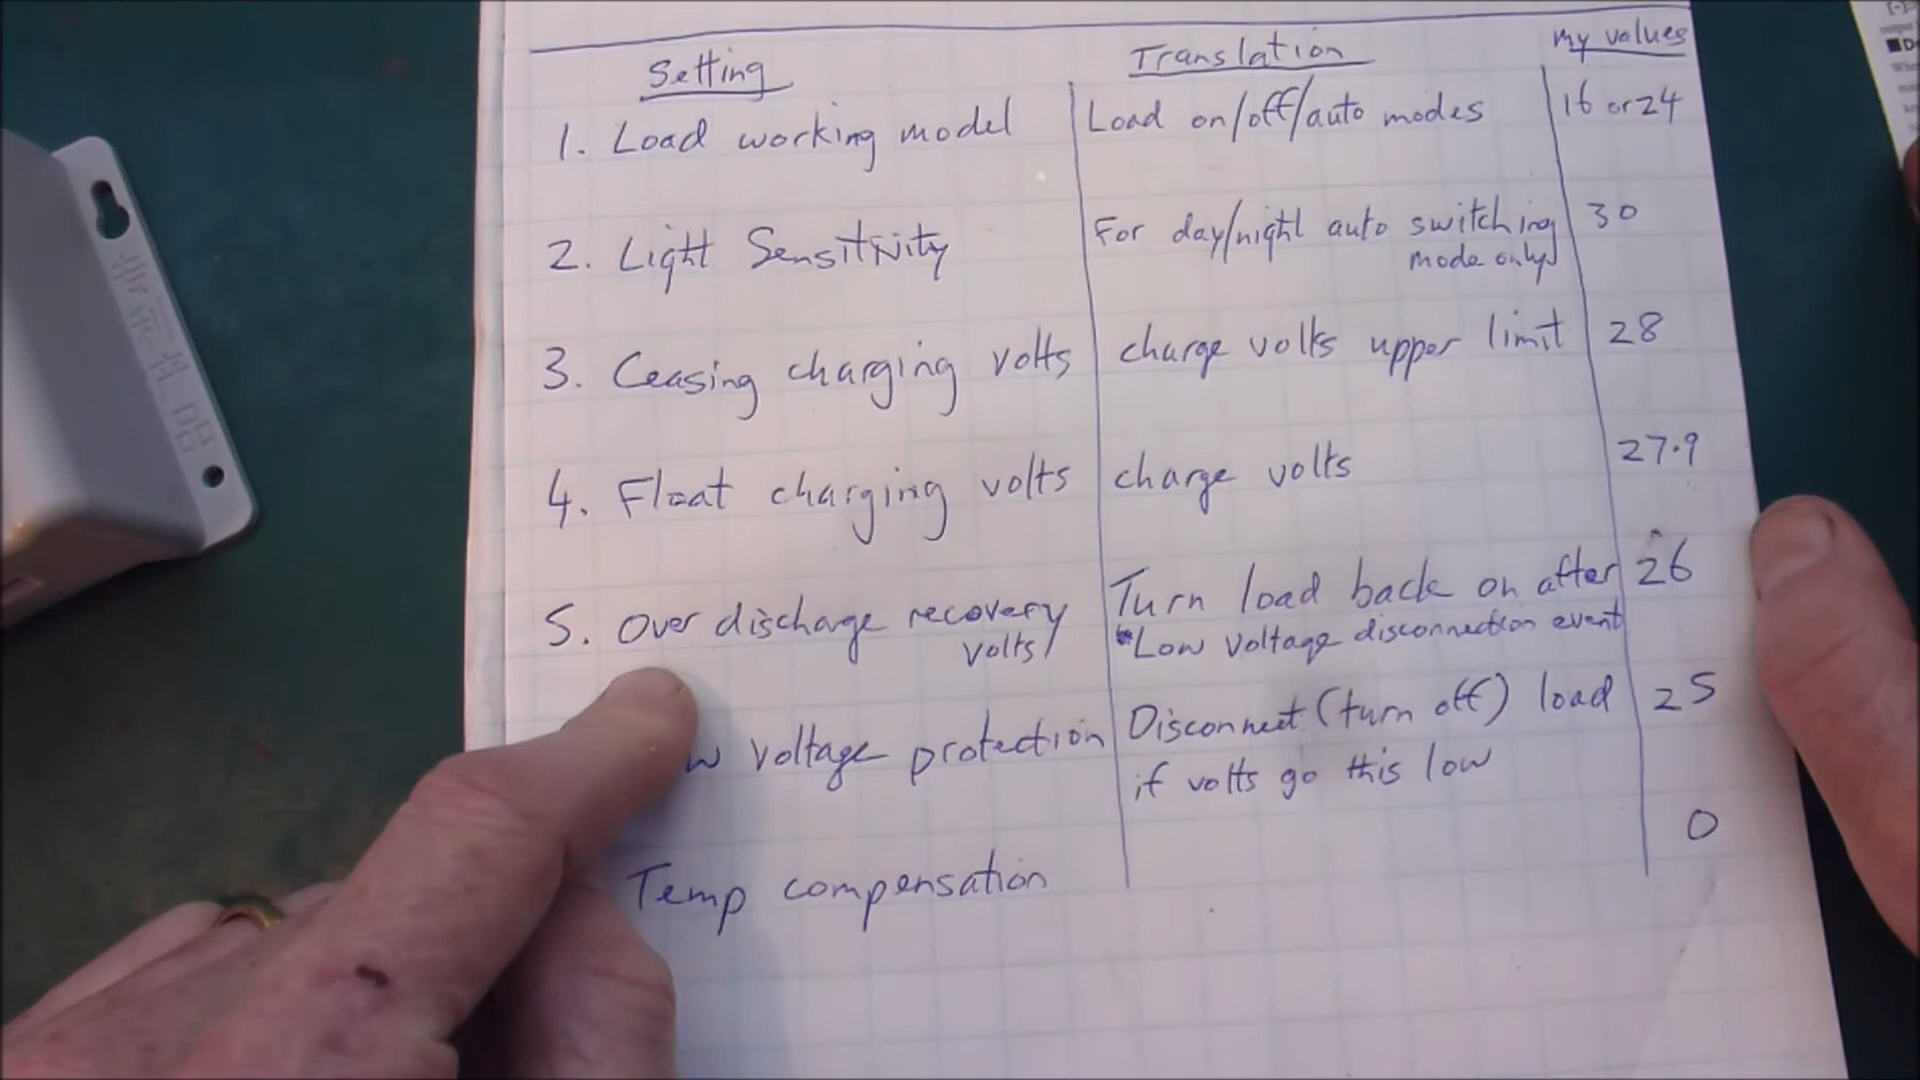 Setting Translation My values
1. Load working model Load on/off/auto modes 16 or 24
2. Light Sensitivity For day/night auto switching 30
mode only
3. Ceasing charging volts charge volts upper limit 28
4. Float charging volts charge volts 27.9
5. Over discharge recovery Turn load back on after 26
volts Low voltage disconnection event
w voltage protection Disconnect (turn off) load 25
if volts go this low
0
Temp compensation